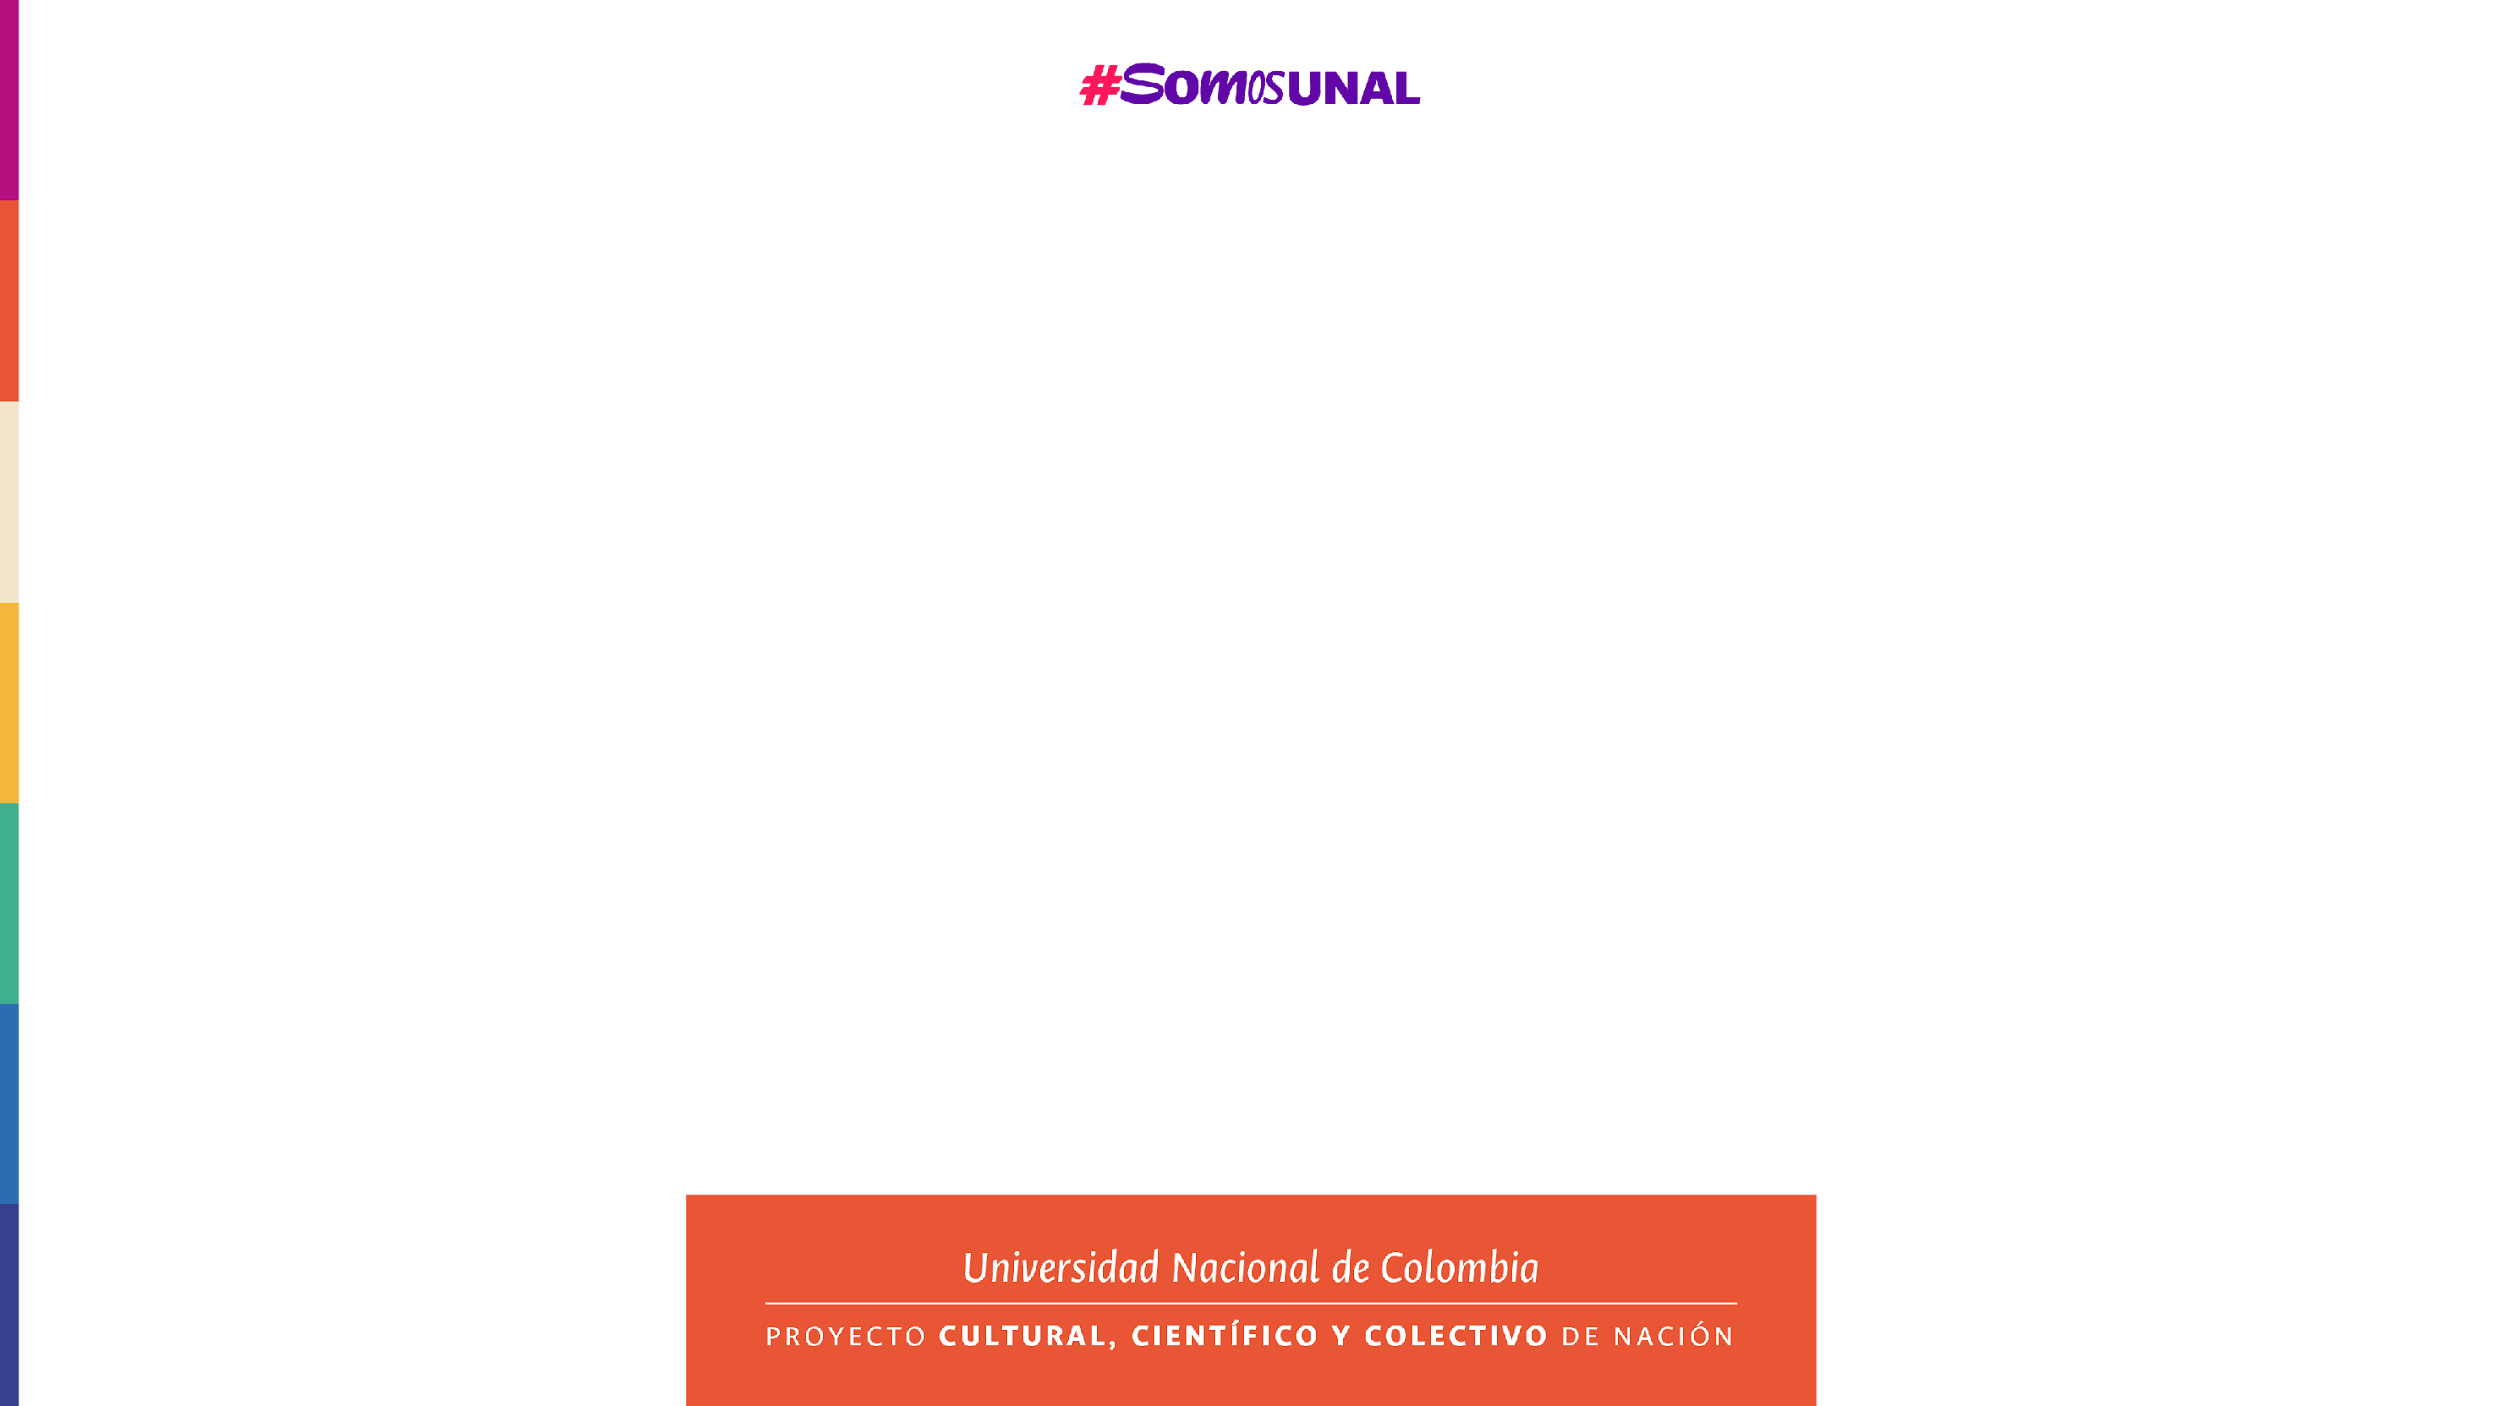 #SomosUNAL
Universidad Nacional de Colombia
PROYECTO CULTURAL, CIENTÍFICO Y COLECTIVO DE NACIÓN